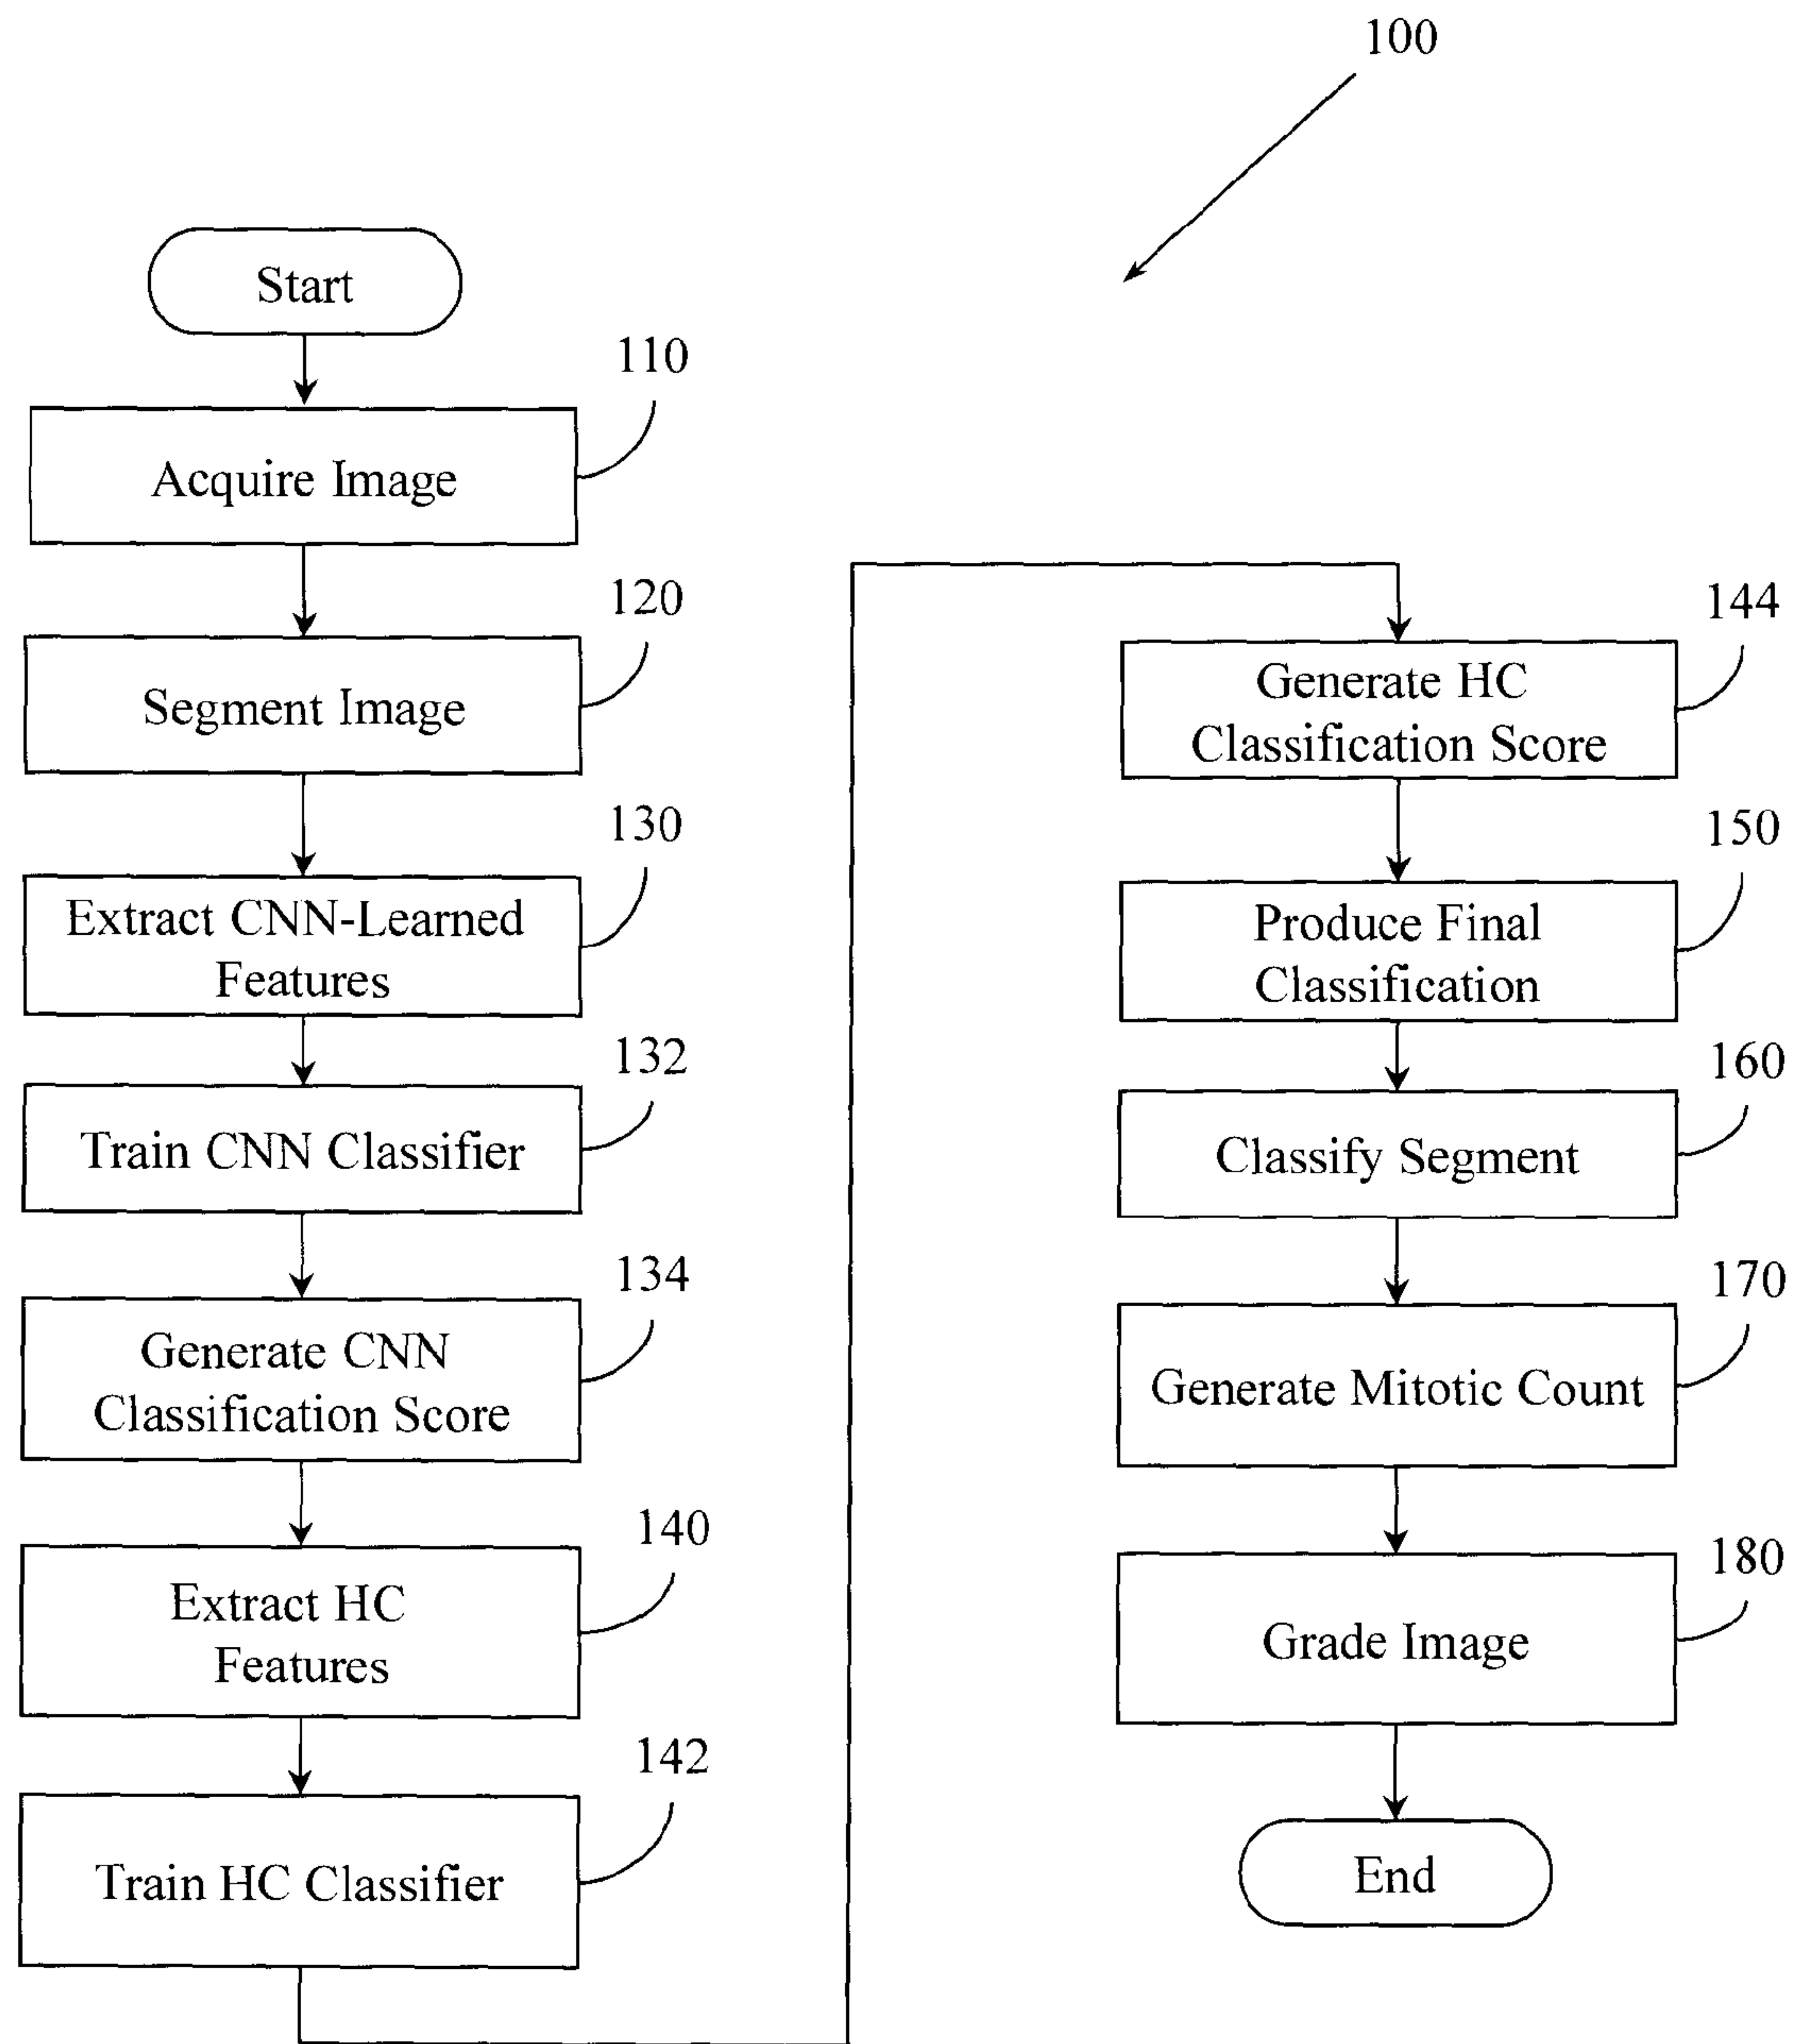 100
Start
110
Acquire Image
120
Segment Image
130
Extract CNN-Learned
Features
132
Train CNN Classifier
134
Generate CNN
Classification Score
140
Extract HC
Features
142
Train HC Classifier
144
Generate HC
Classification Score
150
Produce Final
Classification
160
Classify Segment
170
Generate Mitotic Count
180
Grade Image
End